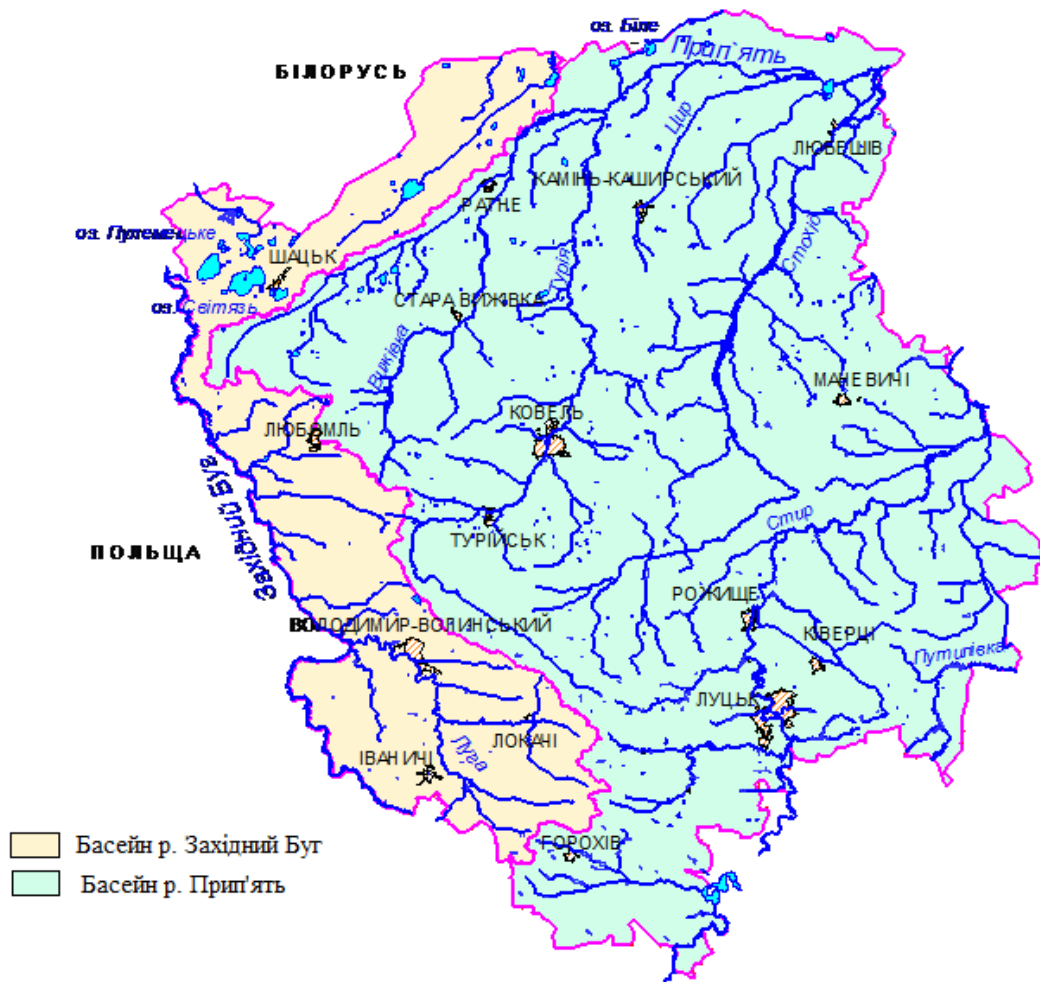 оз. Біле
Прип`ять
БІЛОРУСЬ
Цир
ЛЮБЕШІВ
КАМІНЬ-КАШИРСЬКИЙ
РАТНЕ
оз. Пулемецьке
Стохід
ШАЦЬК
Турія
оз. Світязь
СТАРА ВИЖІВКА
Вижівка
МАНЕВИЧІ
КОВЕЛЬ
ЛЮБОМЛЬ
Західний Буг
Стир
ТУРІЙСЬК
ПОЛЬЩА
РОЖИЩЕ
ВОЛОДИМИР-ВОЛИНСЬКИЙ
КІВЕРЦІ
Путилівка
ЛУЦЬК
ЛОКАЧІ
Луга
ІВАНИЧІ
ГОРОХІВ
Басейн р. Західний Буг
Басейн р. Прип'ять